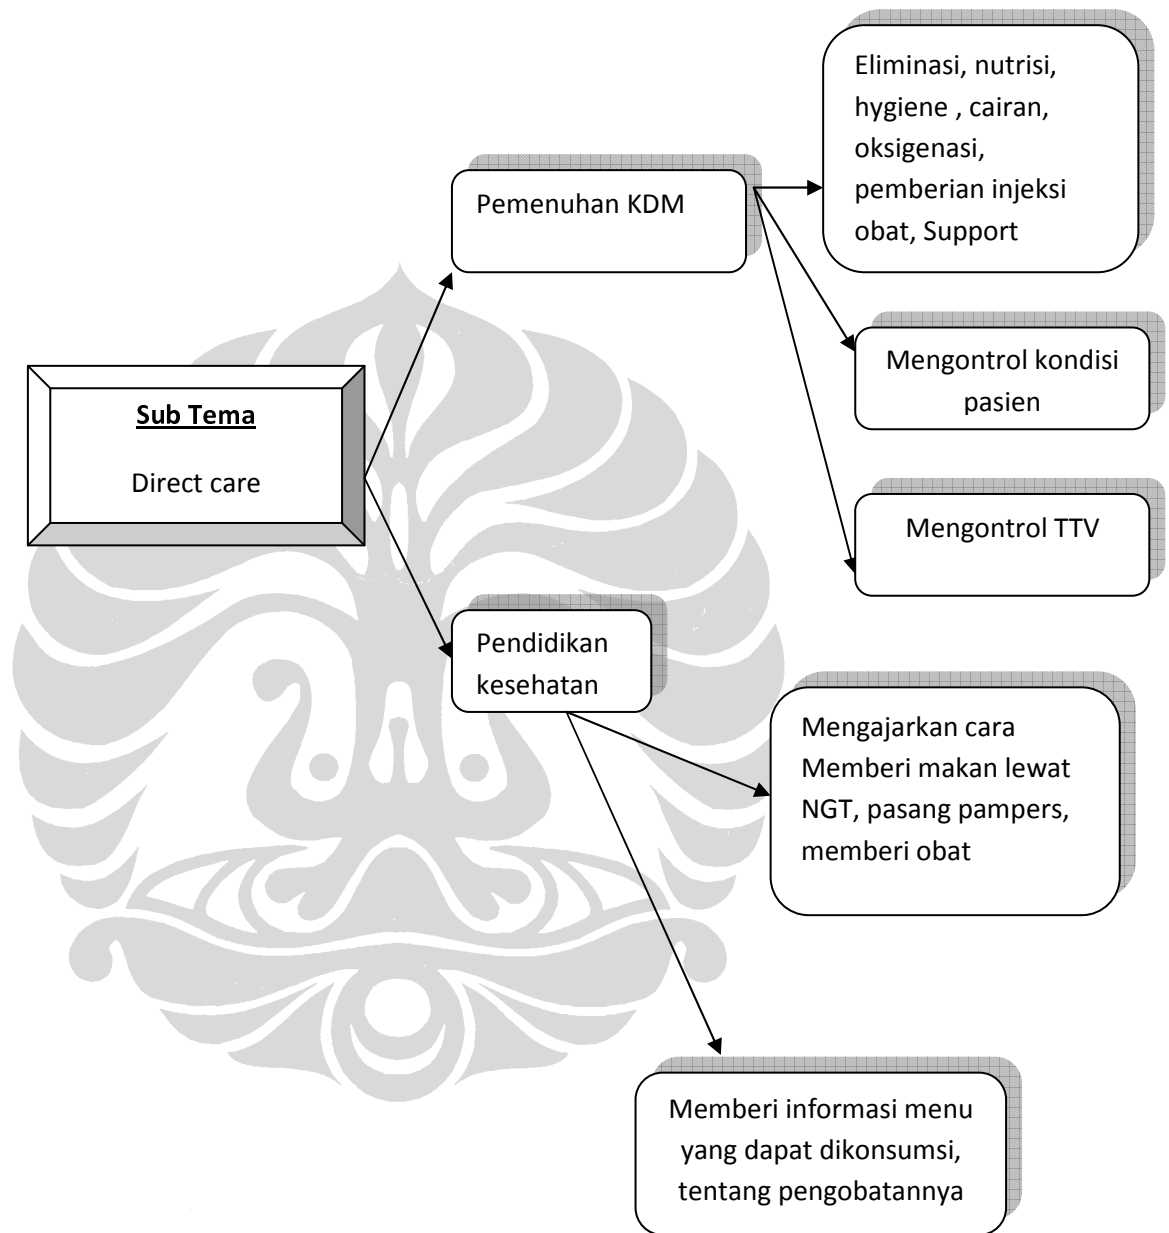 Eliminasi, nutrisi,
hygiene , cairan,
oksigenasi,
pemberian injeksi
obat, Support
Pemenuhan KDM
Mengontrol kondisi
pasien
Sub Tema
Direct care
Mengontrol TTV
Pendidikan
kesehatan
Mengajarkan cara
Memberi makan lewat
NGT, pasang pampers,
memberi obat
Memberi informasi menu
yang dapat dikonsumsi,
tentang pengobatannya